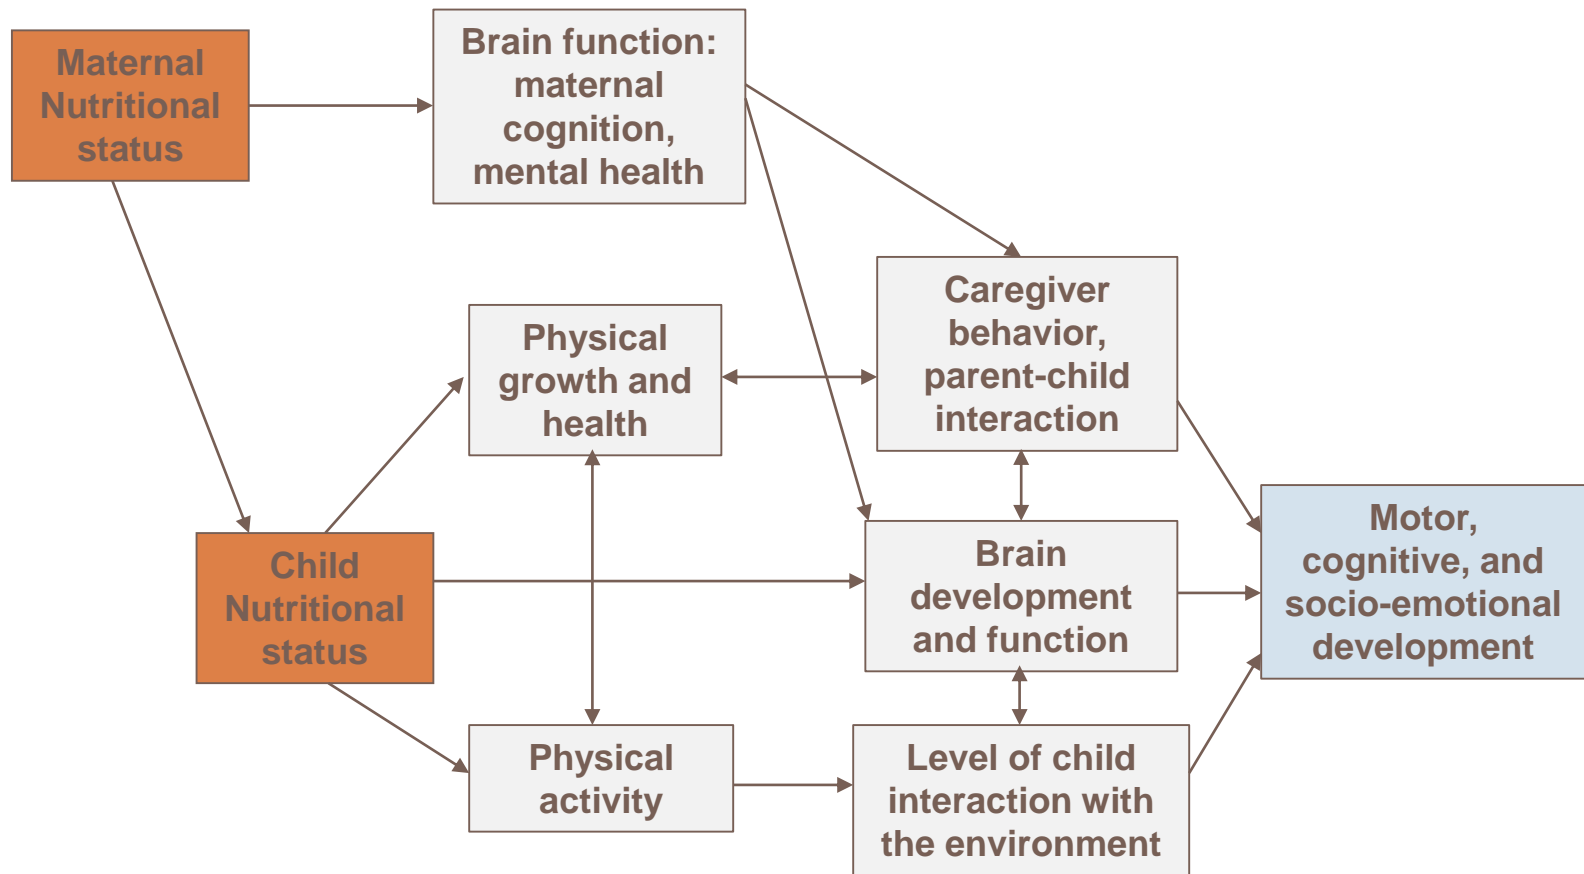 Maternal
Nutritional
status
Brain function:
maternal
cognition,
mental health
Caregiver
behavior,
parent-child
interaction
Physical
growth and
health
Child
Nutritional
status
Brain
development
and function
Motor,
cognitive, and
socio-emotional
development
Physical
activity
Level of child
interaction with
the environment